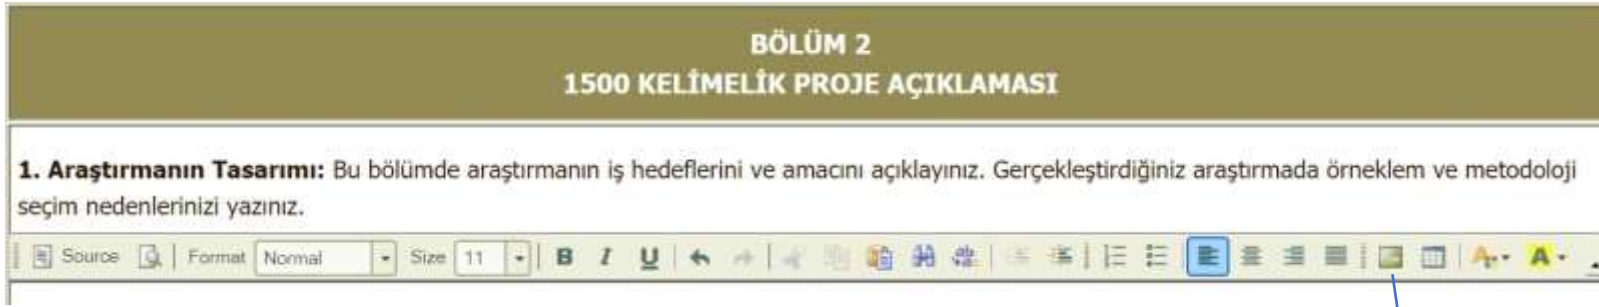 BÖLÜM 2
1500 KELİMELİK PROJE AÇIKLAMASI
1. Araştırmanın Tasarımı: Bu bölümde araştırmanın iş hedeflerini ve amacını açıklayınız. Gerçekleştirdiğiniz araştırmada örneklem ve metodoloji
seçim nedenlerinizi yazınız.
Source Format Normal Size 11 B I U A A